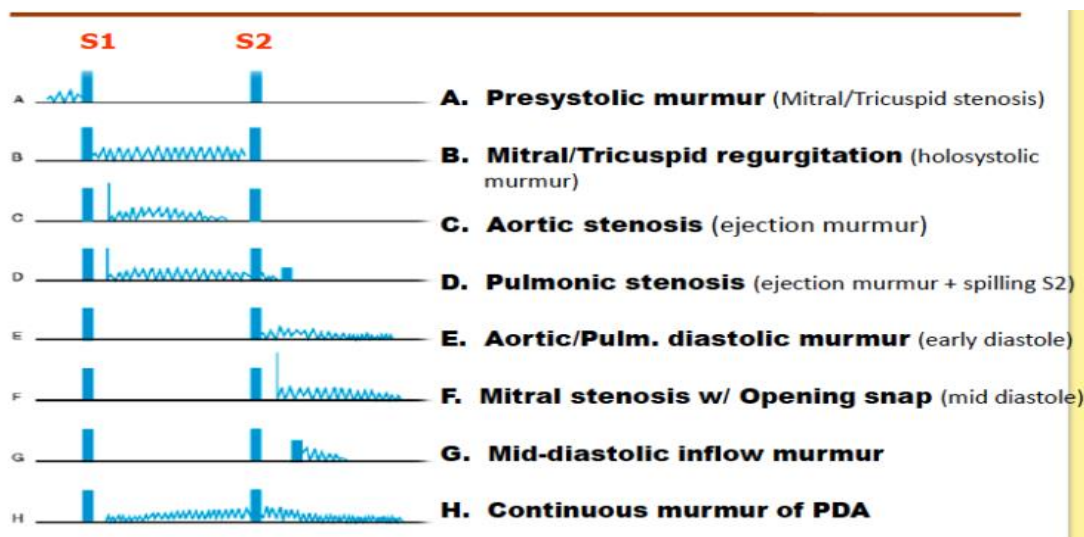 S1 S2
A A. Presystolic murmur (Mitral/Tricuspid stenosis)
B B. Mitral/Tricuspid regurgitation (holosystolic
murmur)
C C. Aortic stenosis (ejection murmur)
D D. Pulmonic stenosis (ejection murmur + spilling S2)
E E. Aortic/Pulm. diastolic murmur (early diastole)
F F. Mitral stenosis w/ Opening snap (mid diastole)
G G. Mid-diastolic inflow murmur
H H. Continuous murmur of PDA